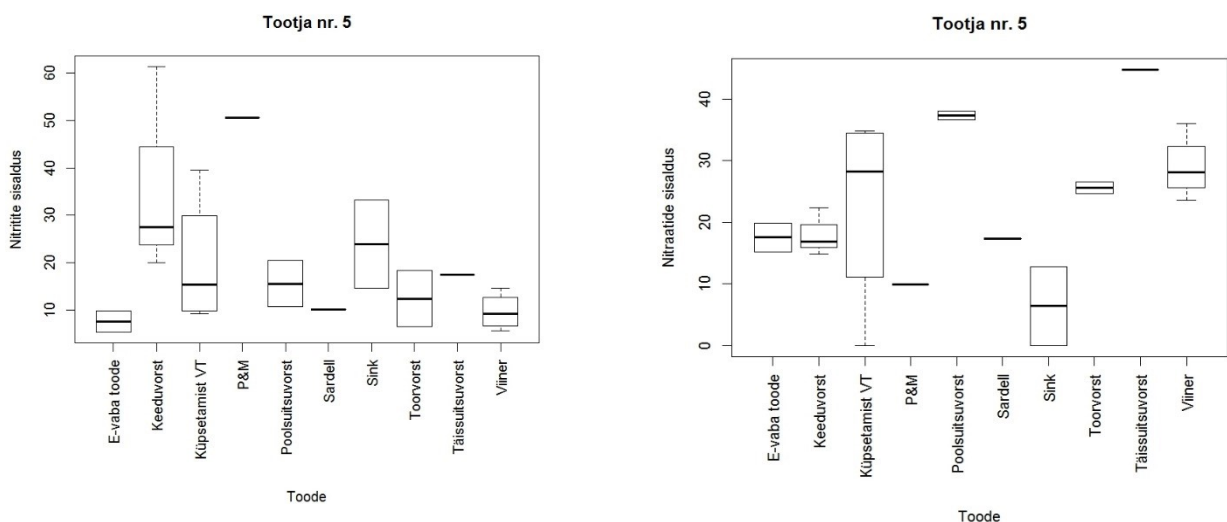 Tootja nr. 5
Nitritite sisaldus
60
50
40
30
20
10
E-vaba toode
Keeduvorst
Küpsetamist VT
P&M
Poolsuitsuvorst
Sardell
Sink
Toorvorst
Täissuitsuvorst
Viiner
Toode
Tootja nr. 5
Nitraatide sisaldus
40
30
20
10
0
E-vaba toode
Keeduvorst
Küpsetamist VT
P&M
Poolsuitsuvorst
Sardell
Sink
Toorvorst
Täissuitsuvorst
Viiner
Toode